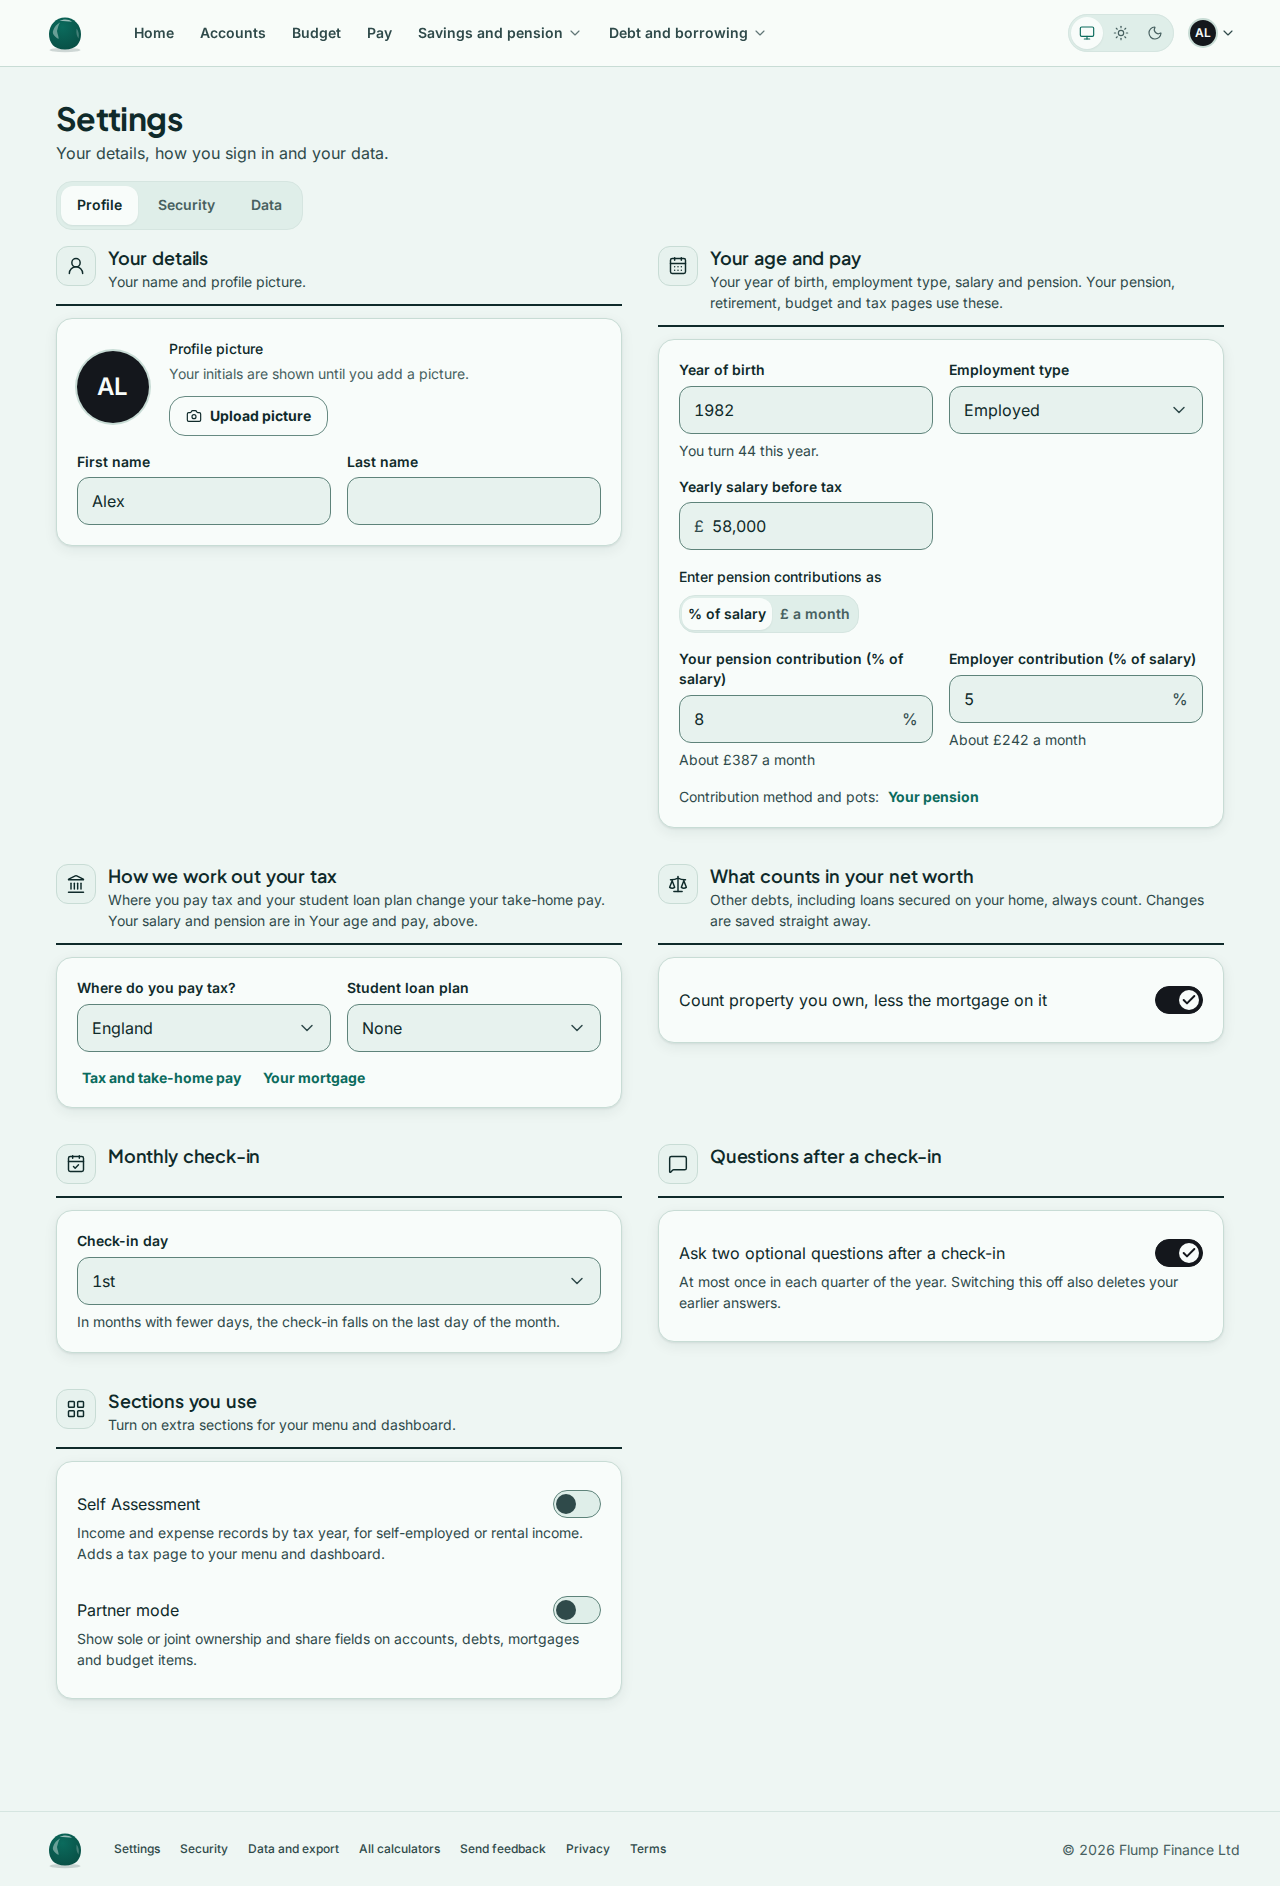 Home
Accounts
Budget
Pay
Savings and pension
Debt and borrowing
AL
Settings
Your details, how you sign in and your data.
Profile
Security
Data
Your details
Your name and profile picture.
AL
Profile picture
Your initials are shown until you add a picture.
Upload picture
First name
Last name
Alex
Your age and pay
Your year of birth, employment type, salary and pension. Your pension,
retirement, budget and tax pages use these.
Year of birth
Employment type
1982
Employed
You turn 44 this year.
Yearly salary before tax
£ 58,000
Enter pension contributions as
% of salary
£ a month
Your pension contribution (% of
salary)
Employer contribution (% of salary)
8 %
5 %
About £387 a month
About £242 a month
Contribution method and pots: Your pension
How we work out your tax
Where you pay tax and your student loan plan change your take-home pay.
Your salary and pension are in Your age and pay, above.
Where do you pay tax?
Student loan plan
England
None
Tax and take-home pay
Your mortgage
What counts in your net worth
Other debts, including loans secured on your home, always count. Changes
are saved straight away.
Count property you own, less the mortgage on it
Monthly check-in
Check-in day
1st
In months with fewer days, the check-in falls on the last day of the month.
Questions after a check-in
Ask two optional questions after a check-in
At most once in each quarter of the year. Switching this off also deletes your
earlier answers.
Sections you use
Turn on extra sections for your menu and dashboard.
Self Assessment
Income and expense records by tax year, for self-employed or rental income.
Adds a tax page to your menu and dashboard.
Partner mode
Show sole or joint ownership and share fields on accounts, debts, mortgages
and budget items.
Settings
Security
Data and export
All calculators
Send feedback
Privacy
Terms
© 2026 Flump Finance Ltd